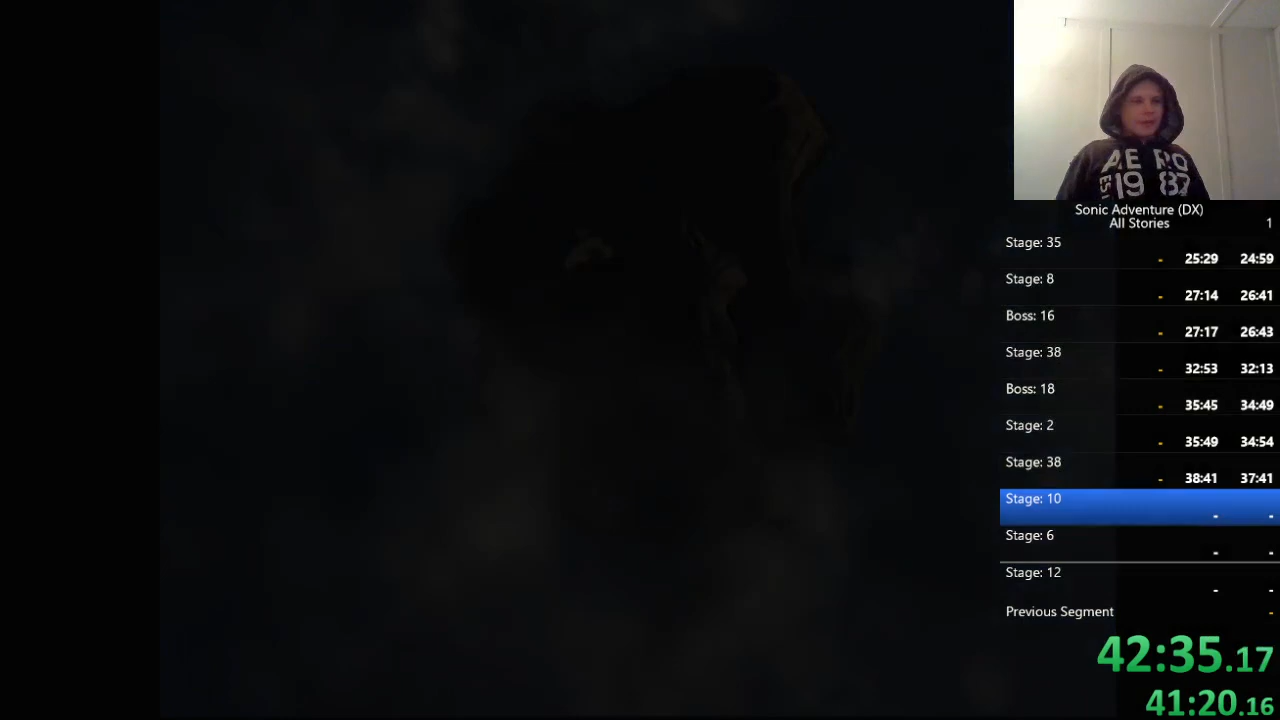 AERO
EST
1987
Sonic Adventure (DX)
All Stories 1
Stage: 35
- 25:29 24:59
Stage: 8
- 27:14 26:41
Boss: 16
- 27:17 26:43
Stage: 38
- 32:53 32:13
Boss: 18
- 35:45 34:49
Stage: 2
- 35:49 34:54
Stage: 38
- 38:41 37:41
Stage: 10
- -
Stage: 6
- -
Stage: 12
- -
Previous Segment -
42:35.17
41:20.16